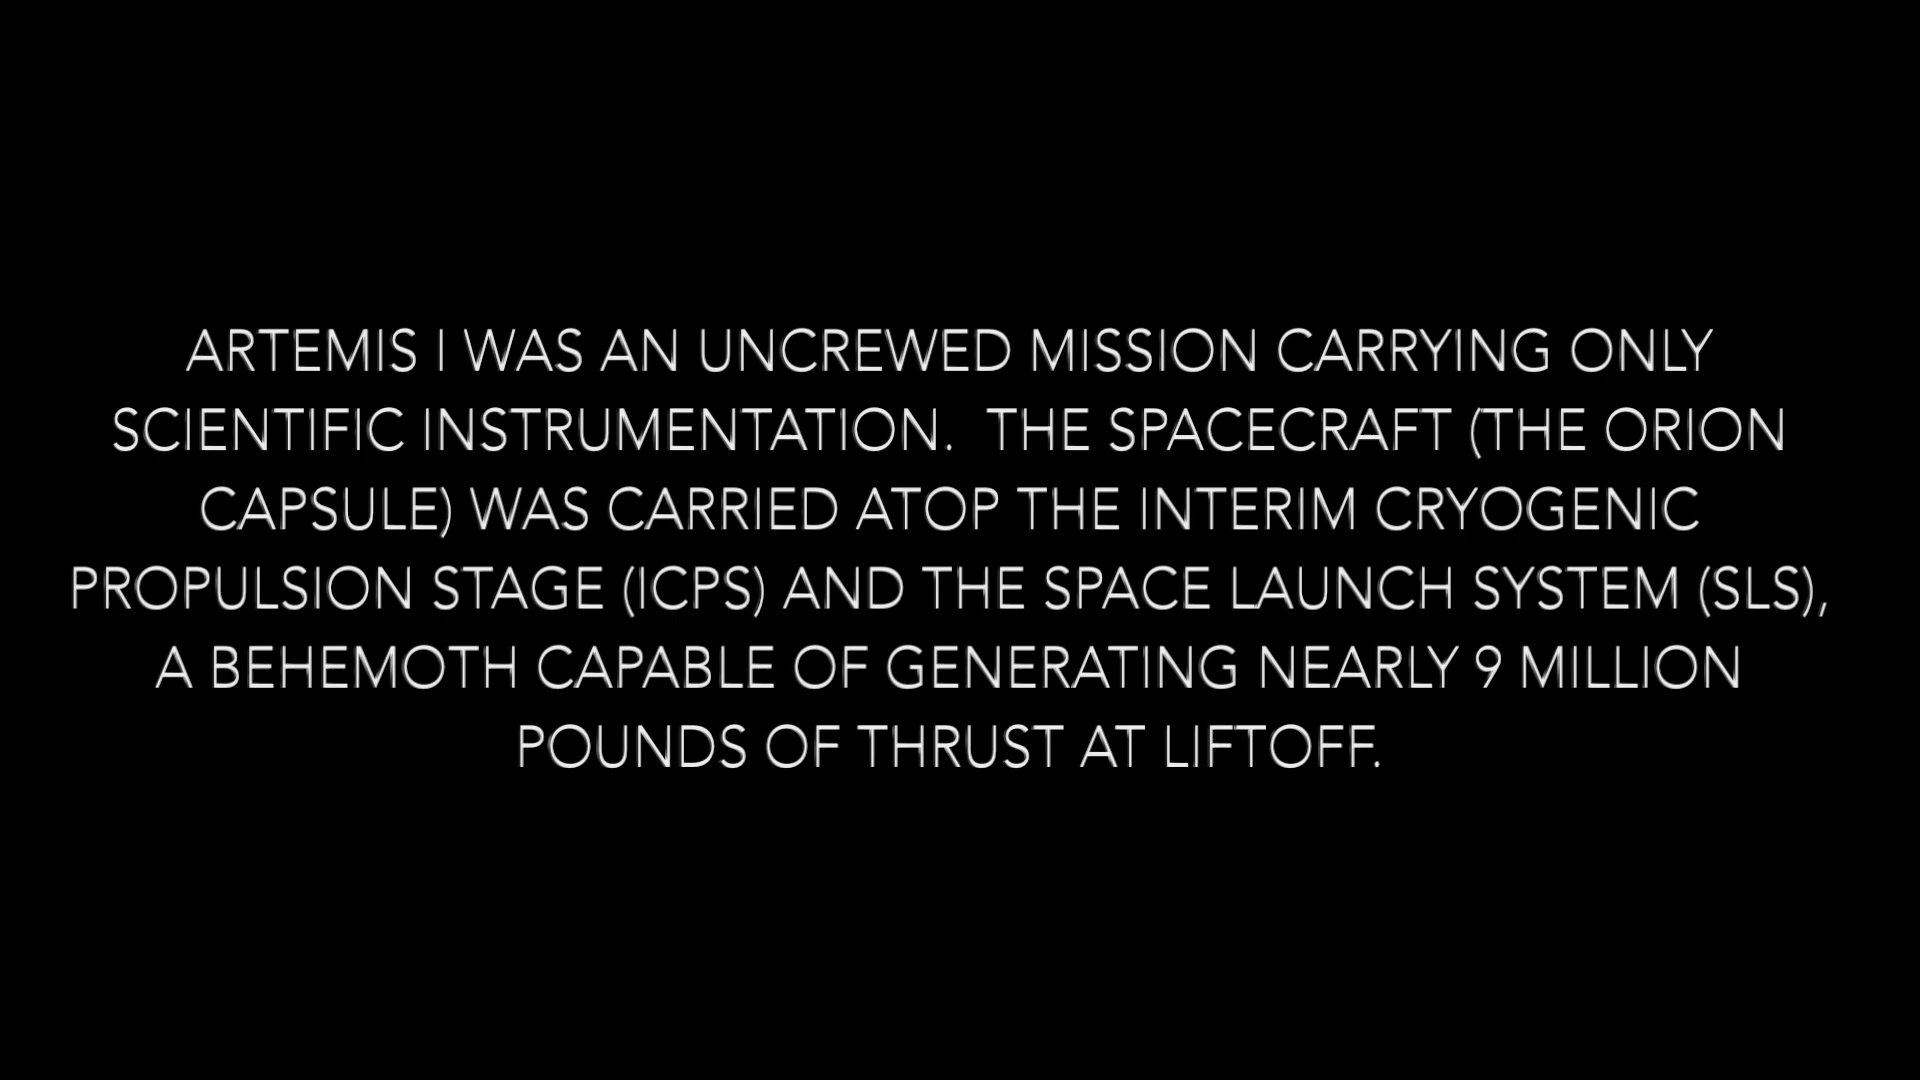 ARTEMIS I WAS AN UNCREWED MISSION CARRYING ONLY
SCIENTIFIC INSTRUMENTATION.  THE SPACECRAFT (THE ORION
CAPSULE) WAS CARRIED ATOP THE INTERIM CRYOGENIC
PROPULSION STAGE (ICPS) AND THE SPACE LAUNCH SYSTEM (SLS),
A BEHEMOTH CAPABLE OF GENERATING NEARLY 9 MILLION
POUNDS OF THRUST AT LIFTOFF.